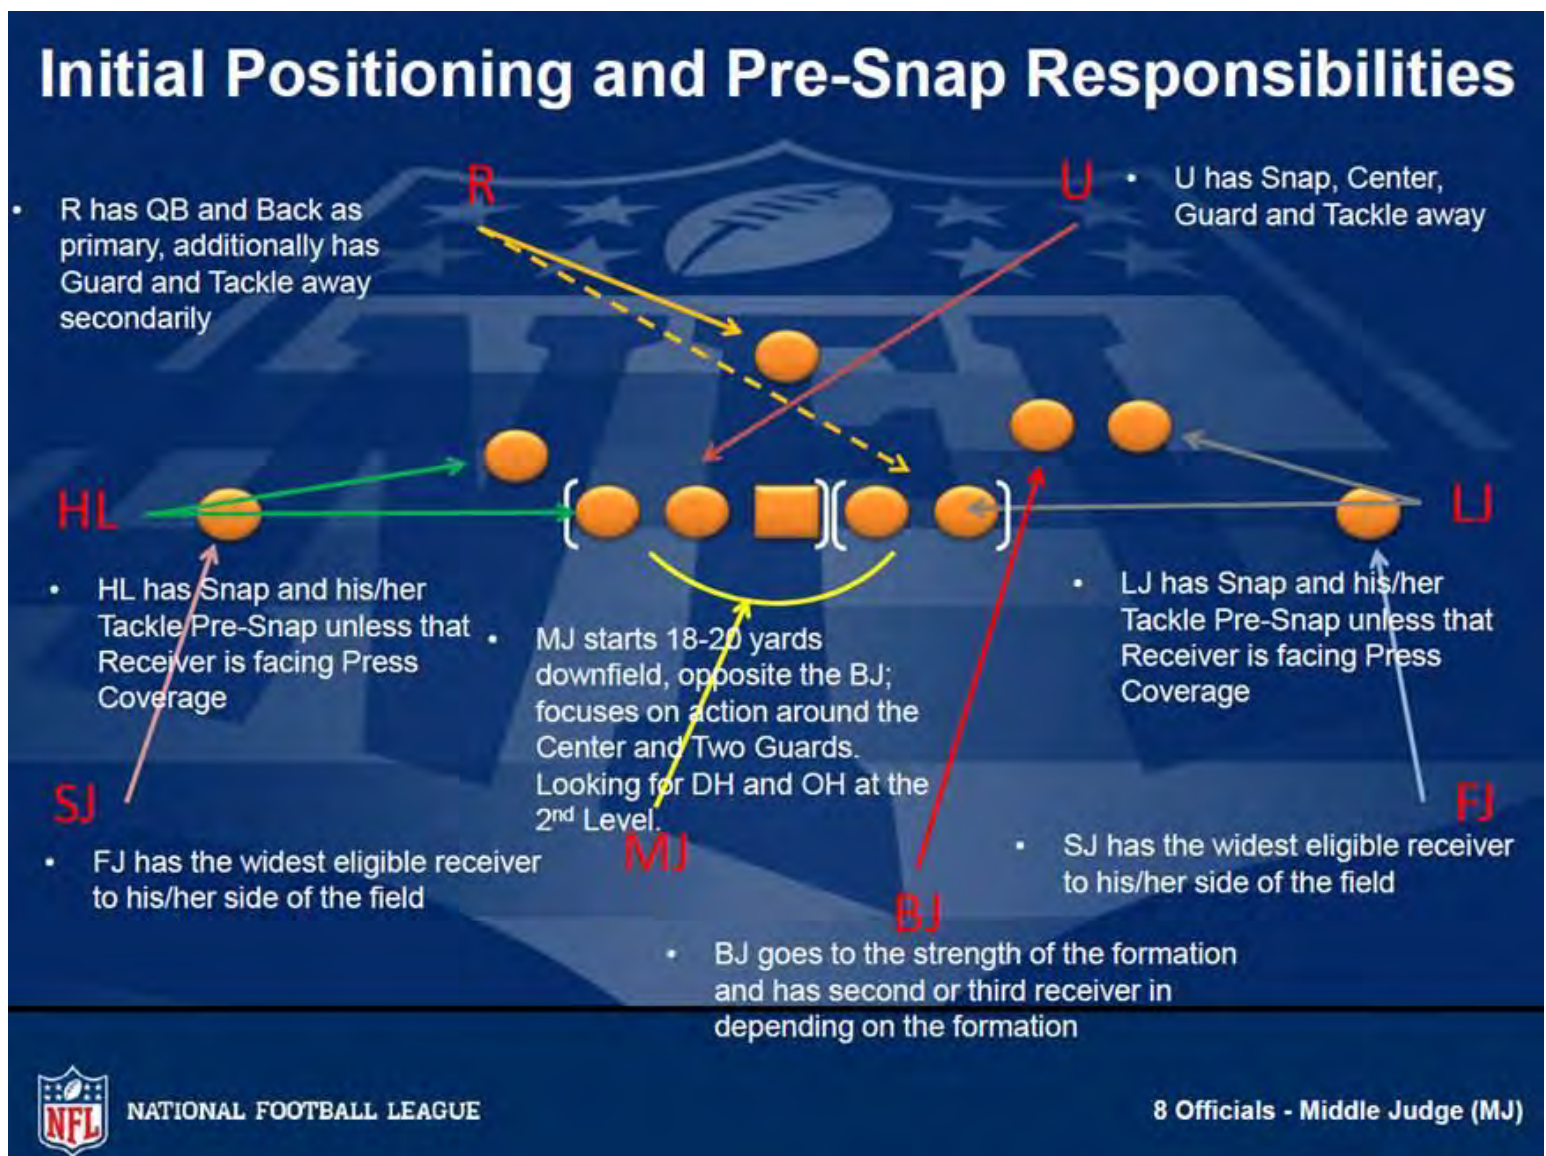 Initial Positioning and Pre-Snap Responsibilities
R
U
• R has QB and Back as
primary, additionally has
Guard and Tackle away
secondarily
• U has Snap, Center,
Guard and Tackle away
HL
LJ
• HL has Snap and his/her
Tackle Pre-Snap unless that
Receiver is facing Press
Coverage
• MJ starts 18-20 yards
downfield, opposite the BJ;
focuses on action around the
Center and Two Guards.
Looking for DH and OH at the
2nd Level.
• LJ has Snap and his/her
Tackle Pre-Snap unless that
Receiver is facing Press
Coverage
SJ
MJ
BJ
FJ
• FJ has the widest eligible receiver
to his/her side of the field
• SJ has the widest eligible receiver
to his/her side of the field
• BJ goes to the strength of the formation
and has second or third receiver in
depending on the formation
NFL
NATIONAL FOOTBALL LEAGUE
8 Officials - Middle Judge (MJ)